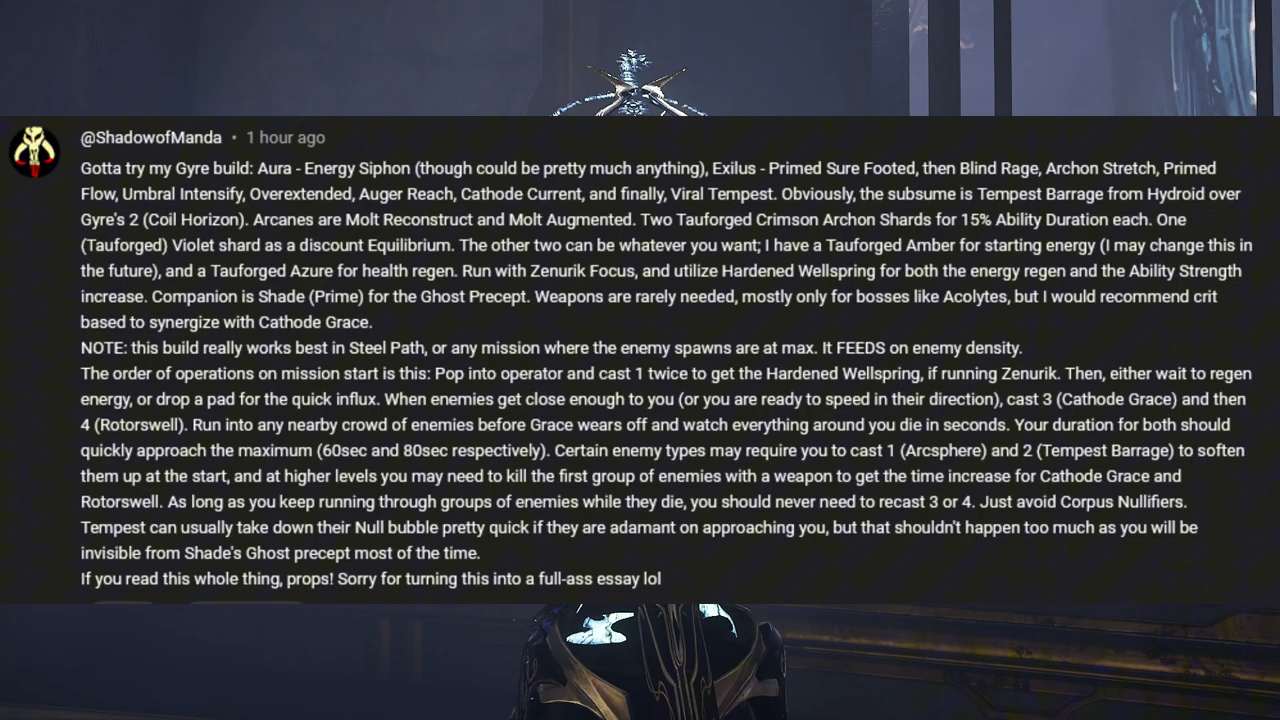 @ShadowofManda • 1 hour ago
Gotta try my Gyre build: Aura - Energy Siphon (though could be pretty much anything), Exilus - Primed Sure Footed, then Blind Rage, Archon Stretch, Primed
Flow, Umbral Intensify, Overextended, Auger Reach, Cathode Current, and finally, Viral Tempest. Obviously, the subsume is Tempest Barrage from Hydroid over
Gyre's 2 (Coil Horizon). Arcanes are Molt Reconstruct and Molt Augmented. Two Tauforged Crimson Archon Shards for 15% Ability Duration each. One
(Tauforged) Violet shard as a discount Equilibrium. The other two can be whatever you want; I have a Tauforged Amber for starting energy (I may change this in
the future), and a Tauforged Azure for health regen. Run with Zenurik Focus, and utilize Hardened Wellspring for both the energy regen and the Ability Strength
increase. Companion is Shade (Prime) for the Ghost Precept. Weapons are rarely needed, mostly only for bosses like Acolytes, but I would recommend crit
based to synergize with Cathode Grace.
NOTE: this build really works best in Steel Path, or any mission where the enemy spawns are at max. It FEEDS on enemy density.
The order of operations on mission start is this: Pop into operator and cast 1 twice to get the Hardened Wellspring, if running Zenurik. Then, either wait to regen
energy, or drop a pad for the quick influx. When enemies get close enough to you (or you are ready to speed in their direction), cast 3 (Cathode Grace) and then
4 (Rotorswell). Run into any nearby crowd of enemies before Grace wears off and watch everything around you die in seconds. Your duration for both should
quickly approach the maximum (60sec and 80sec respectively). Certain enemy types may require you to cast 1 (Arcsphere) and 2 (Tempest Barrage) to soften
them up at the start, and at higher levels you may need to kill the first group of enemies with a weapon to get the time increase for Cathode Grace and
Rotorswell. As long as you keep running through groups of enemies while they die, you should never need to recast 3 or 4. Just avoid Corpus Nullifiers.
Tempest can usually take down their Null bubble pretty quick if they are adamant on approaching you, but that shouldn't happen too much as you will be
invisible from Shade's Ghost precept most of the time.
If you read this whole thing, props! Sorry for turning this into a full-ass essay lol